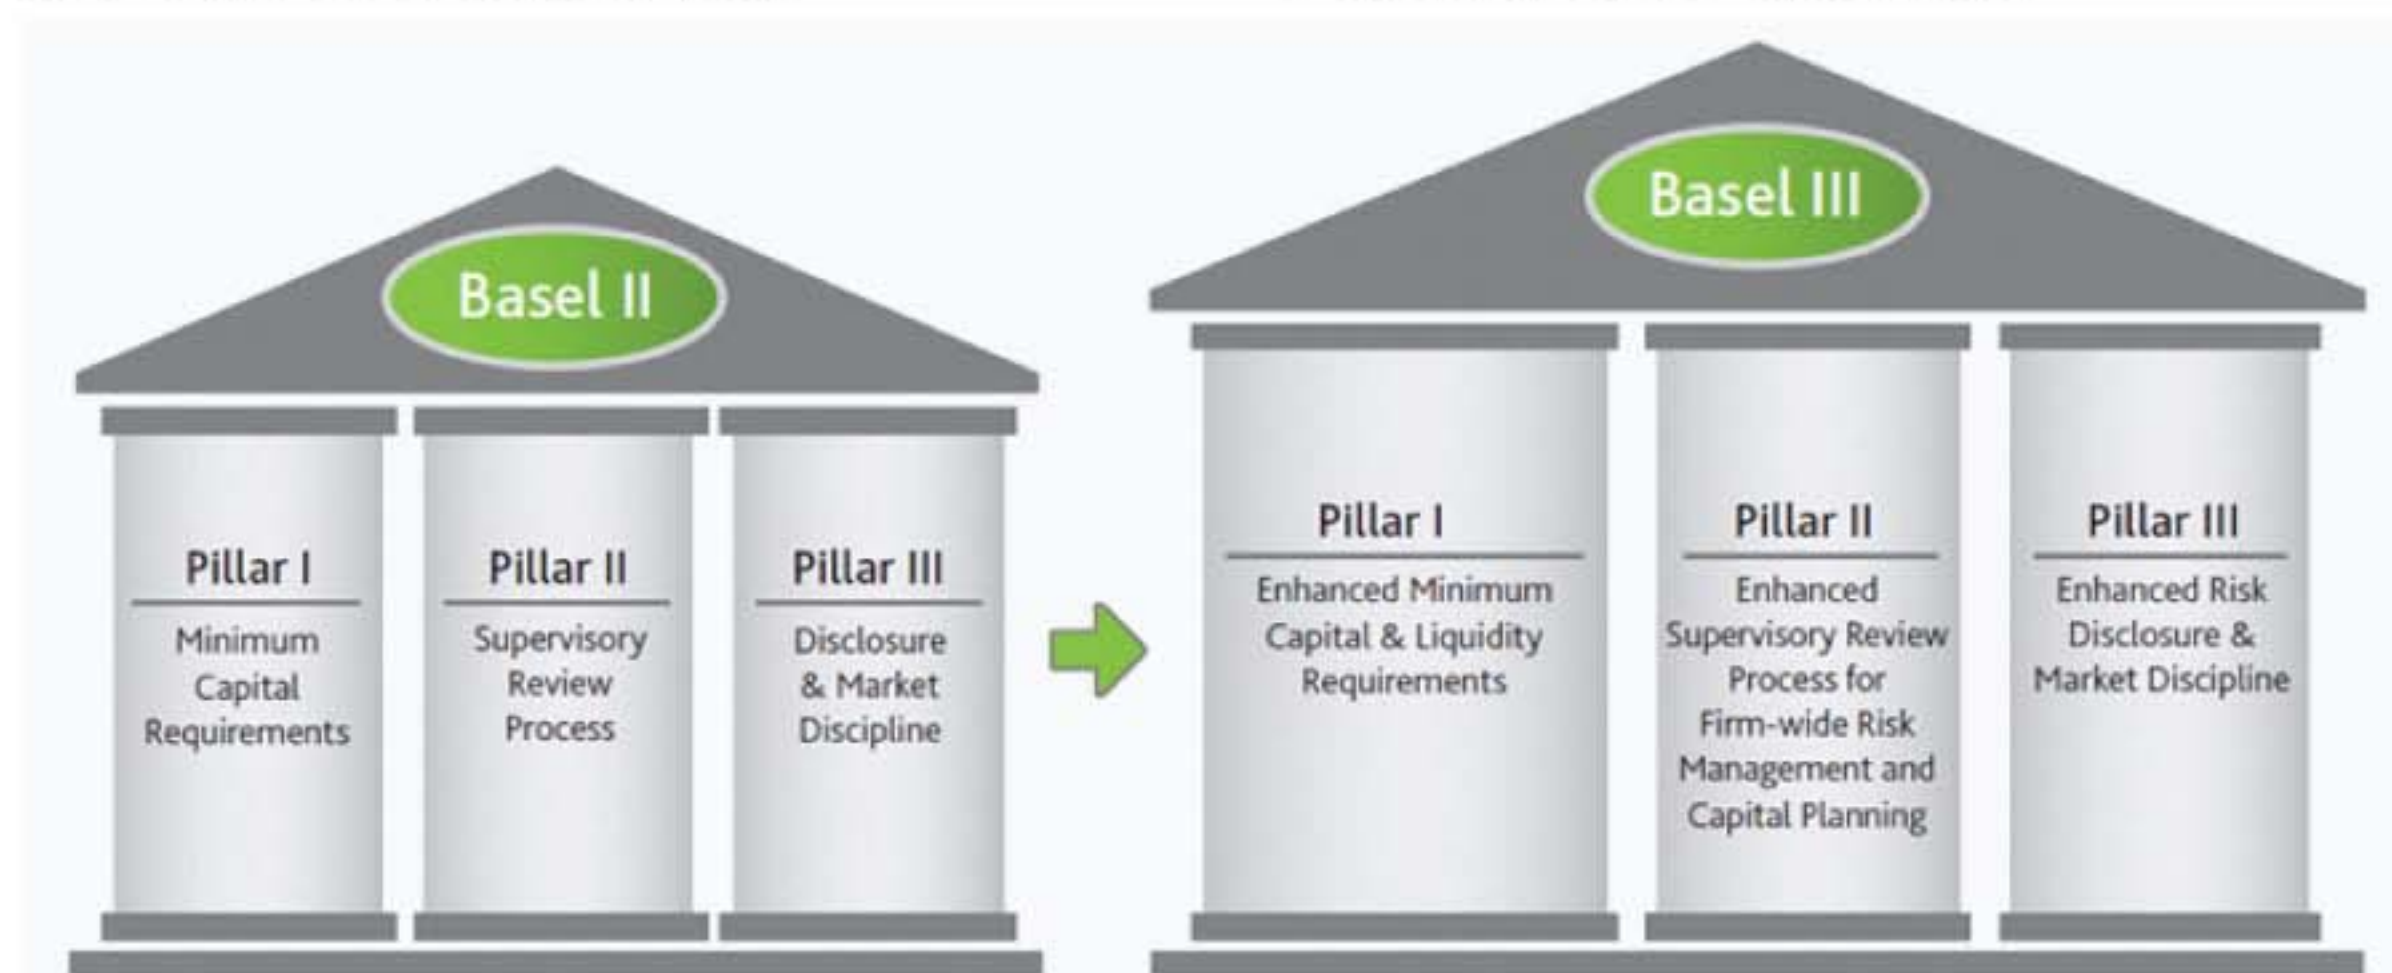 Basel II
Pillar I
Minimum
Capital
Requirements
Pillar II
Supervisory
Review
Process
Pillar III
Disclosure
& Market
Discipline
Basel III
Pillar I
Enhanced Minimum
Capital & Liquidity
Requirements
Pillar II
Enhanced
Supervisory Review
Process for
Firm-wide Risk
Management and
Capital Planning
Pillar III
Enhanced Risk
Disclosure &
Market Discipline